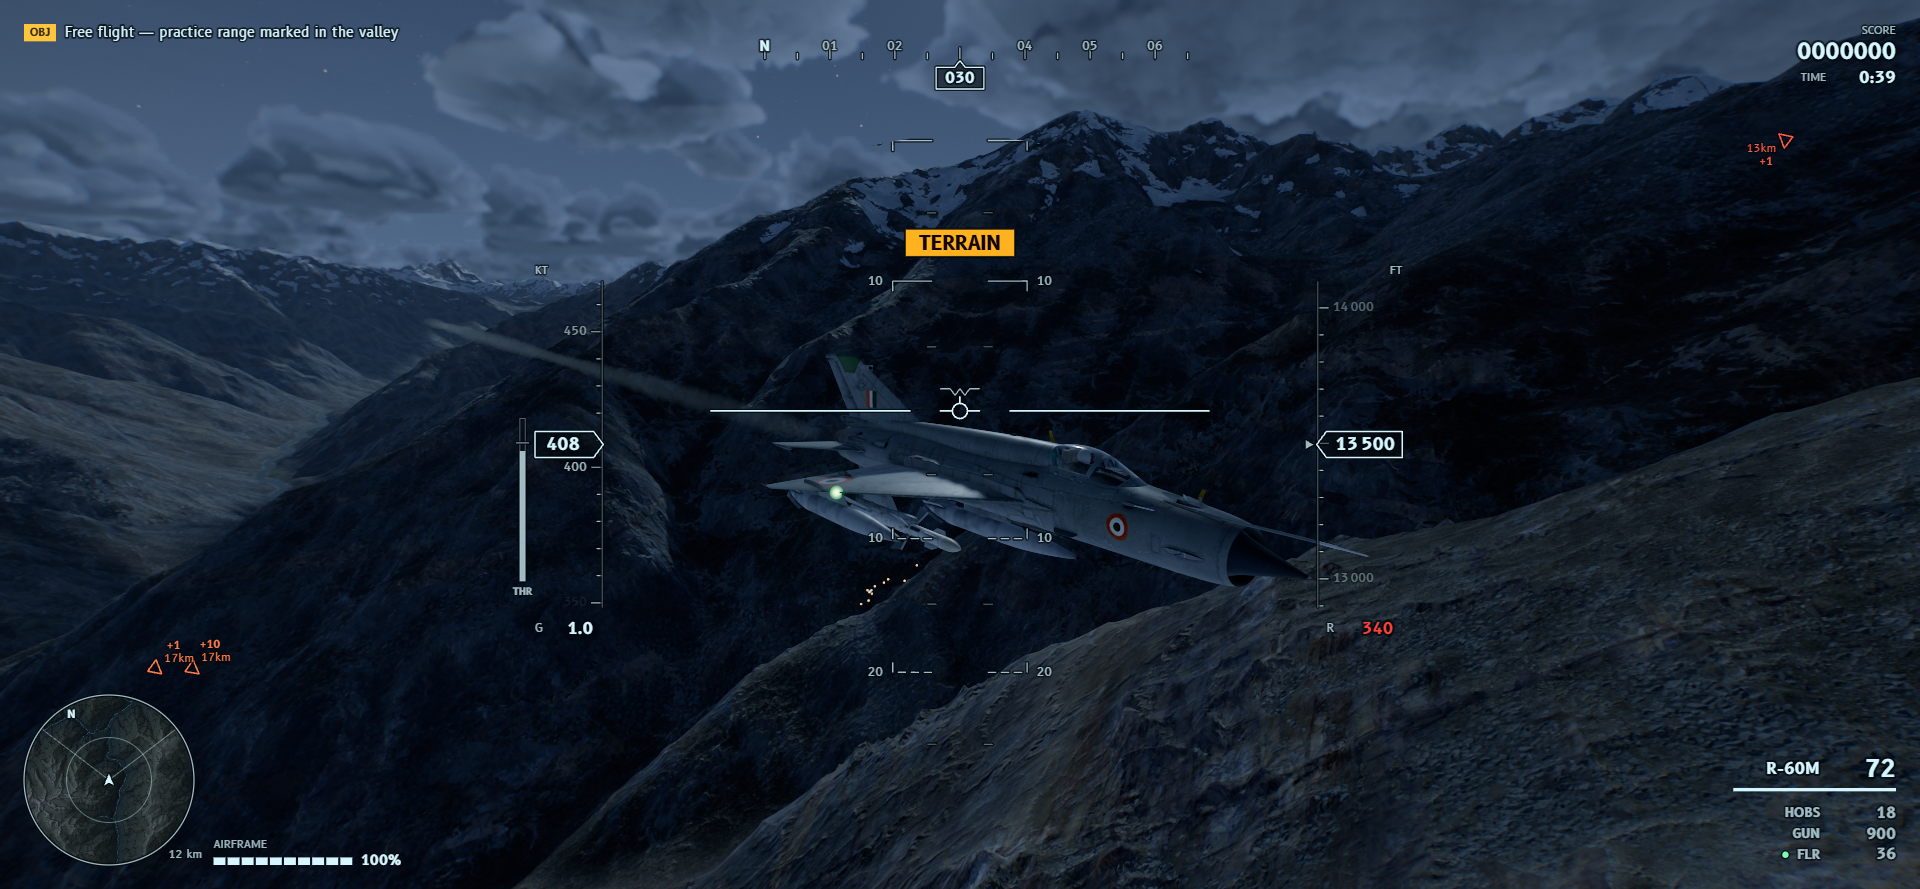 OBJ Free flight — practice range marked in the valley
N 01 02 04 05 06
030
SCORE
0000000
TIME 0:39
13km
+1
TERRAIN
KT
FT
10 10
450
14 000
408
13 500
400
10 10
13 000
350
THR
G 1.0
R 340
20 20
+1 +10
17km 17km
N
12 km
AIRFRAME
100%
R-60M 72
HOBS 18
GUN 900
FLR 36